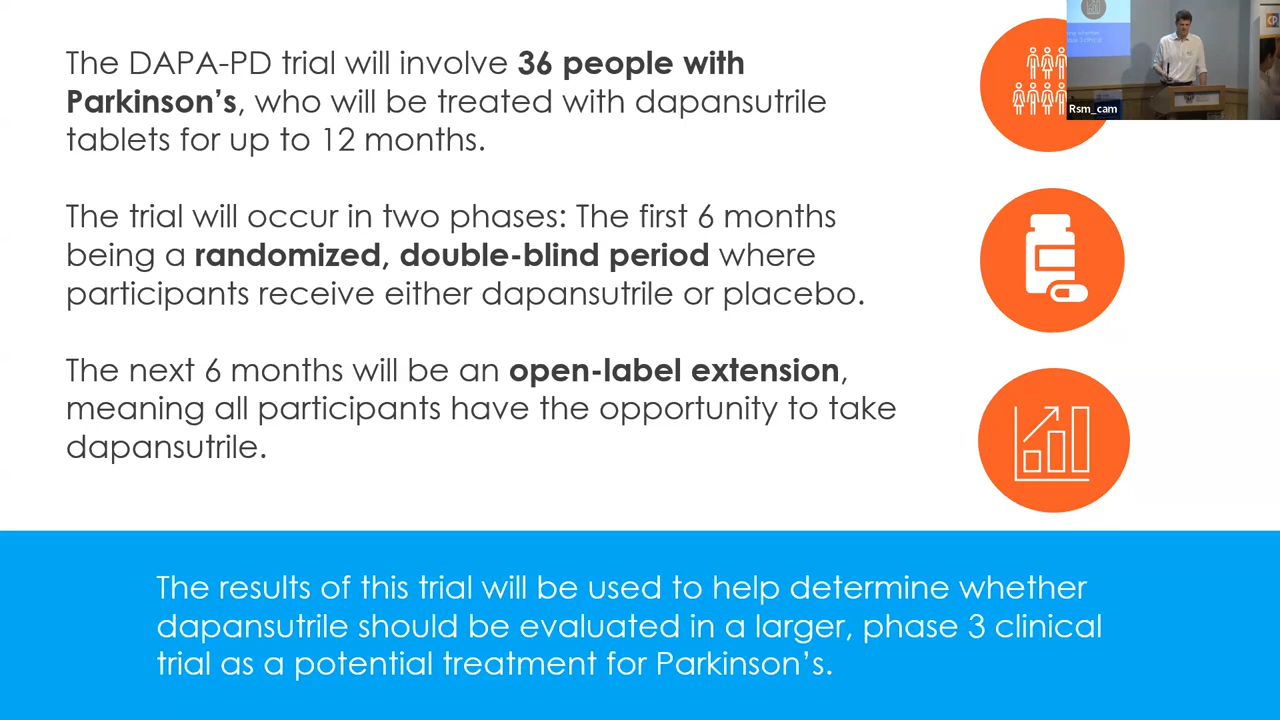 The DAPA-PD trial will involve 36 people with
Parkinson's, who will be treated with dapansutrile
tablets for up to 12 months.
The trial will occur in two phases: The first 6 months
being a randomized, double-blind period where
participants receive either dapansutrile or placebo.
The next 6 months will be an open-label extension,
meaning all participants have the opportunity to take
dapansutrile.
The results of this trial will be used to help determine whether
dapansutrile should be evaluated in a larger, phase 3 clinical
trial as a potential treatment for Parkinson's.
Rsm_cam